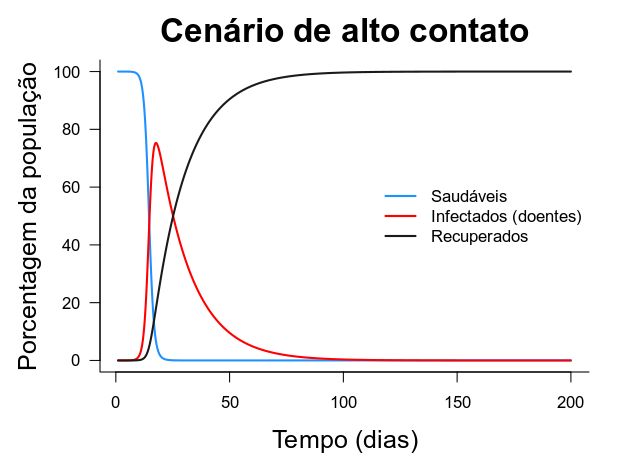 Cenário de alto contato
Porcentagem da população
100
80
60
40
20
0
Saudáveis
Infectados (doentes)
Recuperados
0 50 100 150 200
Tempo (dias)